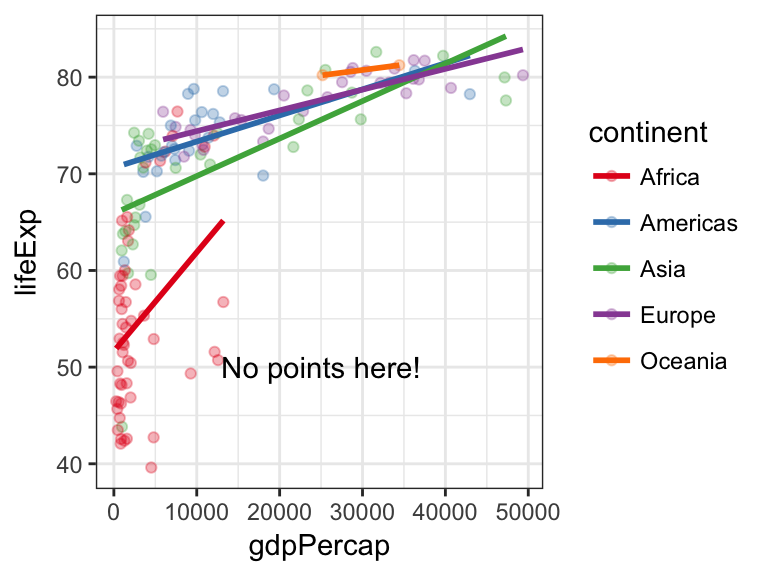 lifeExp
80
70
60
50
40
No points here!
0 10000 20000 30000 40000 50000
gdpPercap
continent
Africa
Americas
Asia
Europe
Oceania